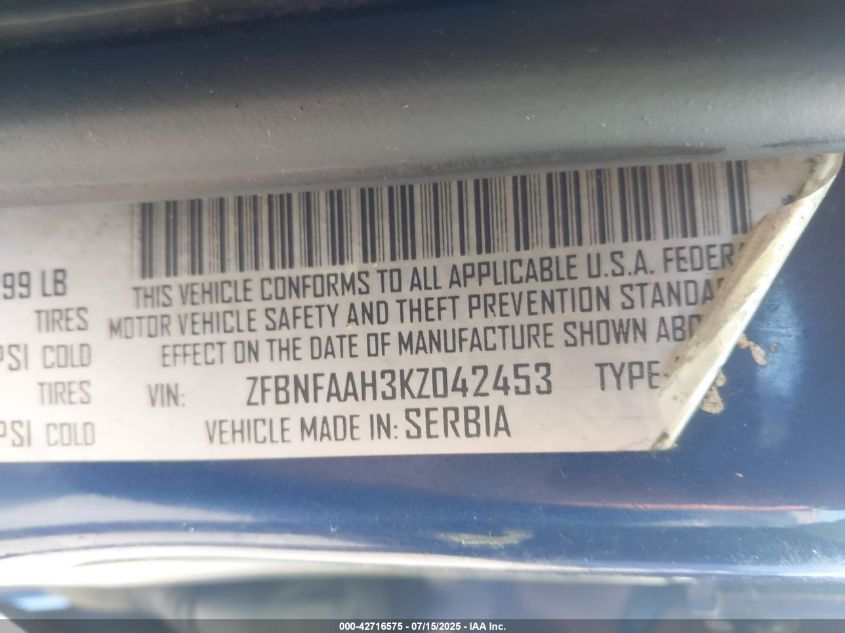 99 LB
TIRES
PSI COLD
TIRES
PSI COLD
THIS VEHICLE CONFORMS TO ALL APPLICABLE U.S.A. FEDER
MOTOR VEHICLE SAFETY AND THEFT PREVENTION STANDA
EFFECT ON THE DATE OF MANUFACTURE SHOWN ABO
VIN: ZFBNFAAH3KZ042453 TYPE
VEHICLE MADE IN: SERBIA
000-42716575 - 07/15/2025 - IAA Inc.